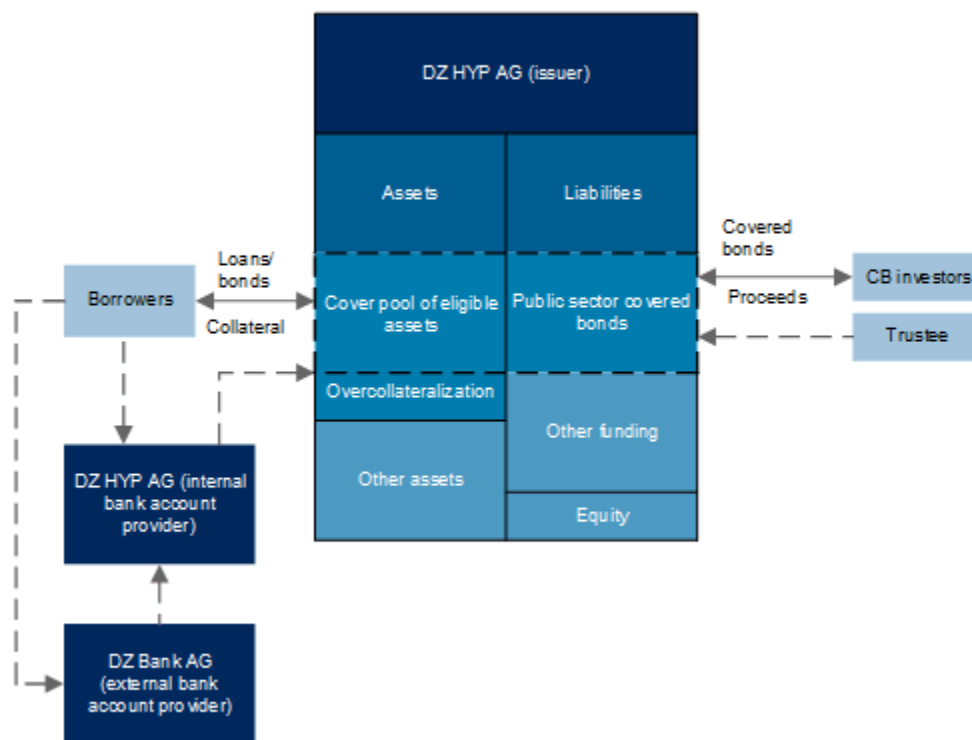 DZ HYP AG (issuer)
Assets
Liabilities
Covered
bonds
Loans/
bonds
Borrowers
Collateral
Cover pool of eligible
assets
Public sector covered
bonds
Proceeds
CB investors
Trustee
Overcollateralization
Other funding
Other assets
Equity
DZ HYP AG (internal
bank account
provider)
DZ Bank AG
(external bank
account provider)